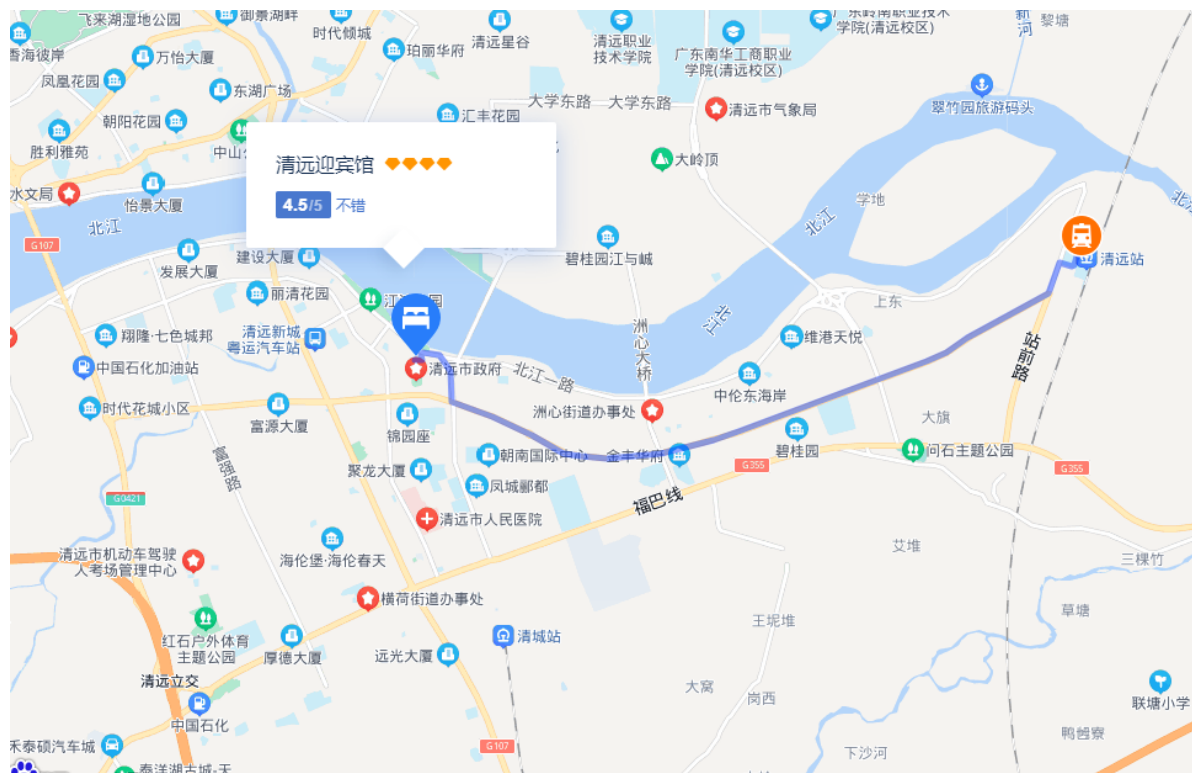 飞来湖湿地公园
御景湖畔
时代倾城
清远星谷
清远职业
技术学院
广东南华工商职业
学院(清远校区)
学院(清远校区)
新
河
黎塘
香海彼岸
万怡大厦
珀丽华府
凤凰花园
东湖广场
大学东路
大学东路
清远市气象局
翠竹园旅游码头
朝阳花园
汇丰花园
胜利雅苑
中山公
大岭顶
清远迎宾馆
4.5/5 不错
水文局
怡景大厦
学地
北江
北江
北江
北江
G107
发展大厦
建设大厦
碧桂园江与峸
清远站
丽清花园
上东
翔隆·七色城邦
清远新城
粤运汽车站
洲心大桥
维港天悦
站前路
中国石化加油站
清远市政府
北江一路
中伦东海岸
时代花城小区
富源大厦
锦园座
洲心街道办事处
大旗
富强路
朝南国际中心
金丰华府
碧桂园
问石主题公园
聚龙大厦
G355
G355
凤城郦都
福巴线
G0421
清远市人民医院
清远市机动车驾驶
人考场管理中心
海伦堡·海伦春天
艾堆
三棵竹
横荷街道办事处
草塘
王坭堆
红石户外体育
主题公园
厚德大厦
远光大厦
清城站
清远立交
大窝
岗西
联塘小学
中国石化
鸭乸寮
禾泰硕汽车城
G107
下沙河